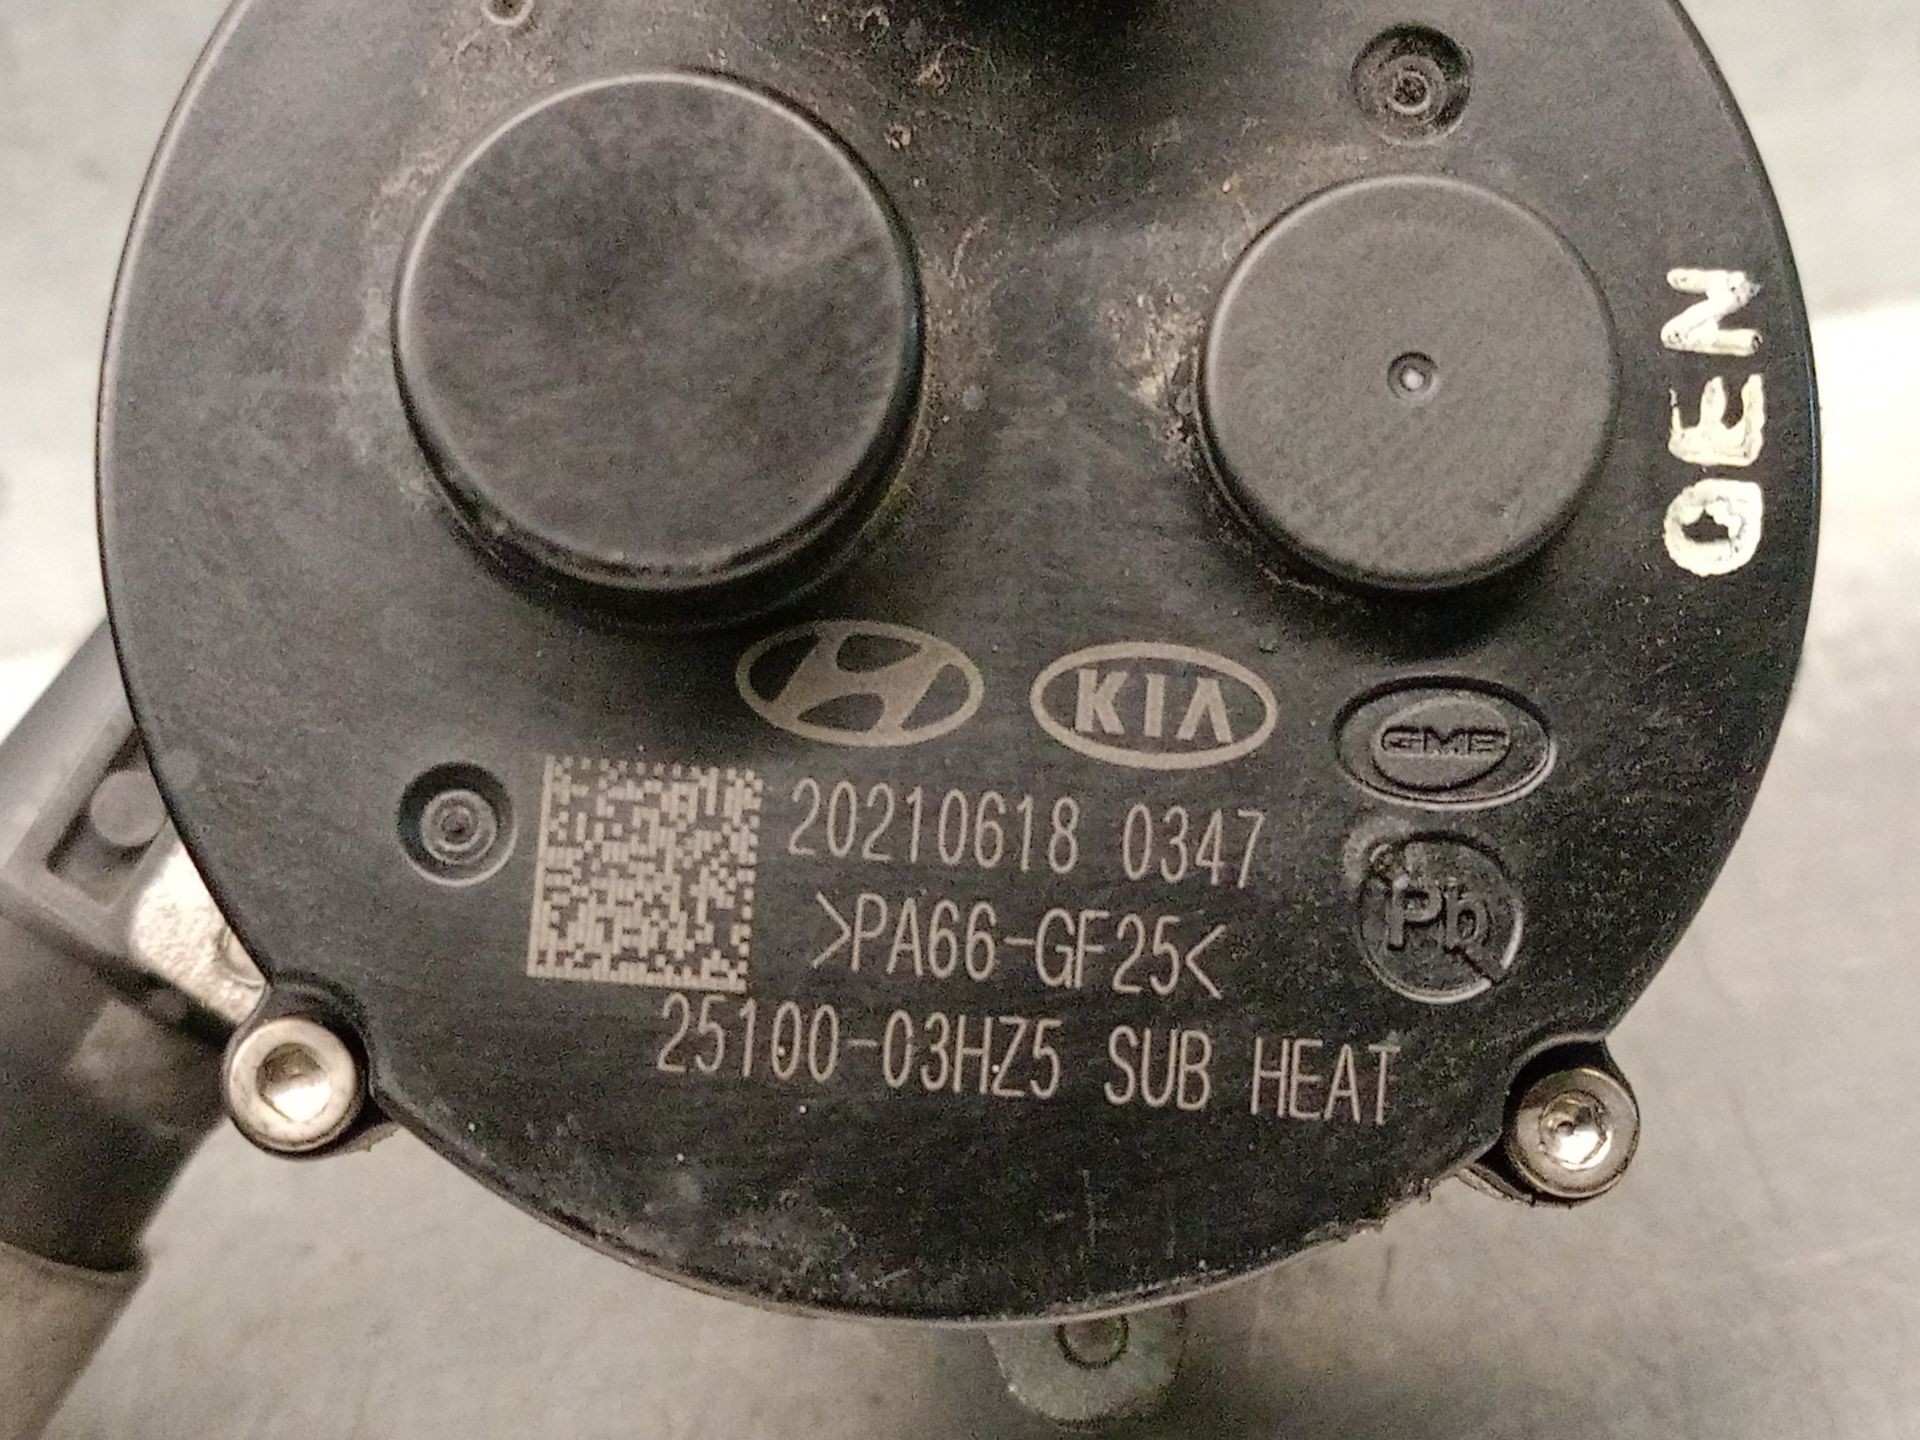 OEN
KIA
GMB
20210618 0347
>PA66-GF25<
Pb
25100-03HZ5 SUB HEAT